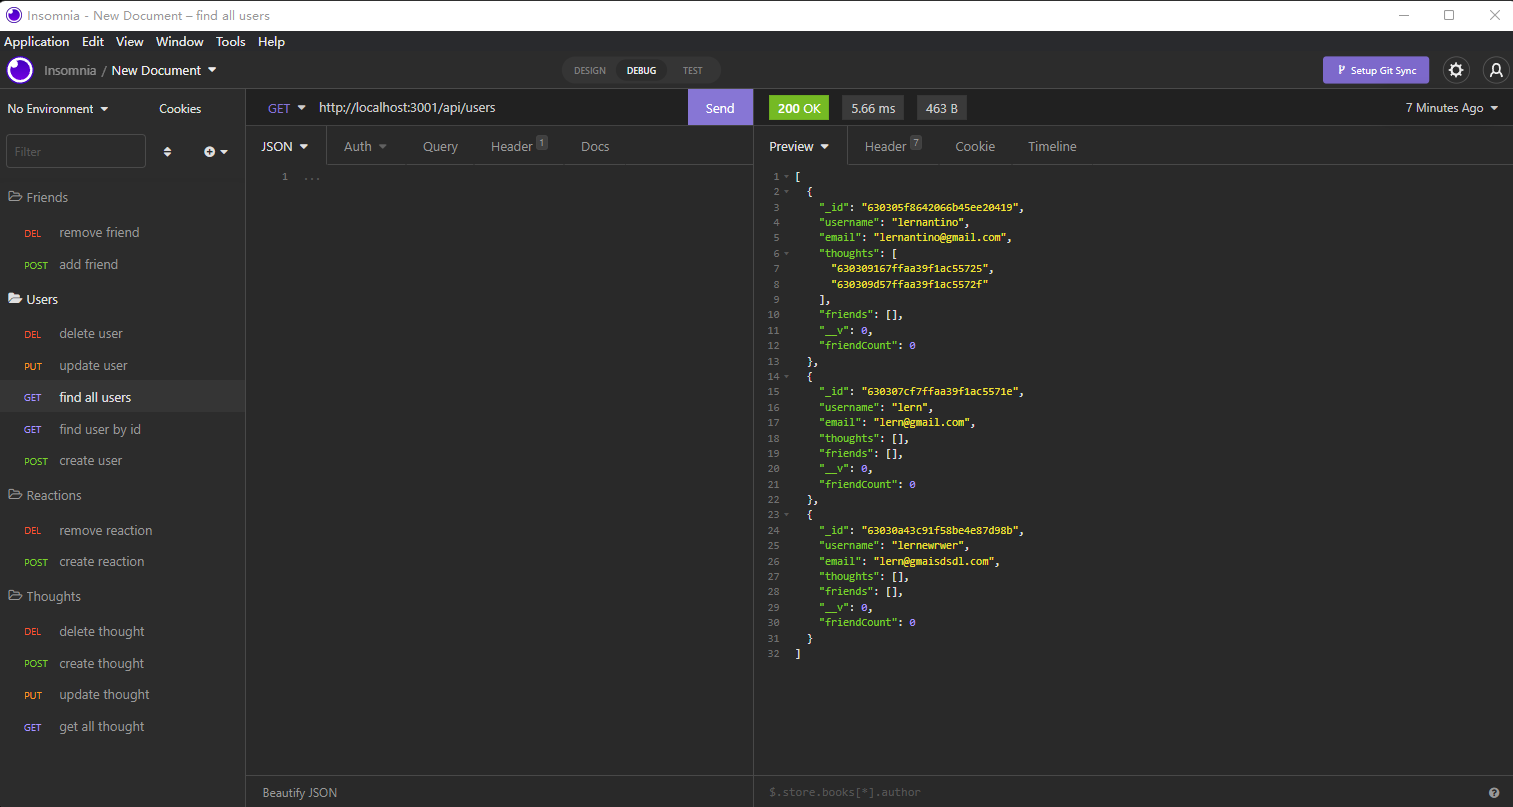 Insomnia - New Document – find all users
Application Edit View Window Tools Help
Insomnia / New Document
DESIGN DEBUG TEST
Setup Git Sync
No Environment Cookies
Filter
Friends
DEL remove friend
POST add friend
Users
DEL delete user
PUT update user
GET find all users
GET find user by id
POST create user
Reactions
DEL remove reaction
POST create reaction
Thoughts
DEL delete thought
POST create thought
PUT update thought
GET get all thought
GET http://localhost:3001/api/users Send
JSON Auth Query Header 1 Docs
1 ...
Beautify JSON
200 OK 5.66 ms 463 B 7 Minutes Ago
Preview Header 7 Cookie Timeline
1 [
2 {
3 "_id": "630305f8642066b45ee20419",
4 "username": "lernantino",
5 "email": "lernantino@gmail.com",
6 "thoughts": [
7 "630309167ffaa39f1ac55725",
8 "630309d57ffaa39f1ac5572f"
9 ],
10 "friends": [],
11 "__v": 0,
12 "friendCount": 0
13 },
14 {
15 "_id": "630307cf7ffaa39f1ac5571e",
16 "username": "lern",
17 "email": "lern@gmail.com",
18 "thoughts": [],
19 "friends": [],
20 "__v": 0,
21 "friendCount": 0
22 },
23 {
24 "_id": "63030a43c91f58be4e87d98b",
25 "username": "lernewrwer",
26 "email": "lern@gmaisdsdl.com",
27 "thoughts": [],
28 "friends": [],
29 "__v": 0,
30 "friendCount": 0
31 }
32 ]
$.store.books[*].author